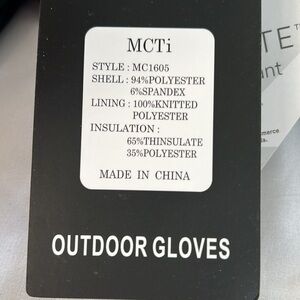 MCTi
STYLE : MC1605
SHELL : 94%POLYESTER
6%SPANDEX
LINING : 100%KNITTED
POLYESTER
INSULATION :
65%THINSULATE
35%POLYESTER
MADE IN CHINA
OUTDOOR GLOVES